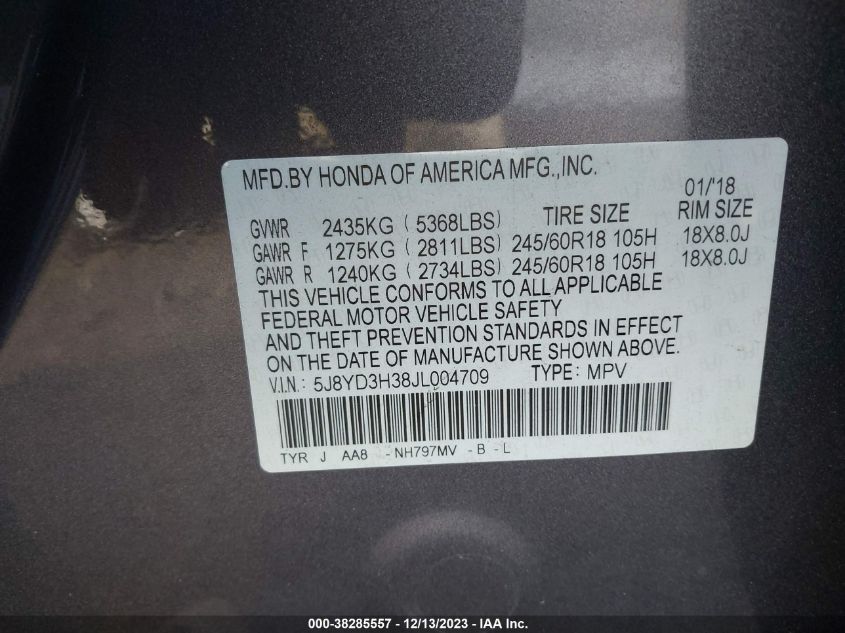 MFD.BY HONDA OF AMERICA MFG.,INC.
01/'18
GVWR 2435KG ( 5368LBS) TIRE SIZE RIM SIZE
GAWR F 1275KG ( 2811LBS) 245/60R18 105H 18X8.0J
GAWR R 1240KG ( 2734LBS) 245/60R18 105H 18X8.0J
THIS VEHICLE CONFORMS TO ALL APPLICABLE
FEDERAL MOTOR VEHICLE SAFETY
AND THEFT PREVENTION STANDARDS IN EFFECT
ON THE DATE OF MANUFACTURE SHOWN ABOVE.
V.I.N.: 5J8YD3H38JL004709 TYPE: MPV
TYR J AA8 -NH797MV -B -L
000-38285557 - 12/13/2023 - IAA Inc.